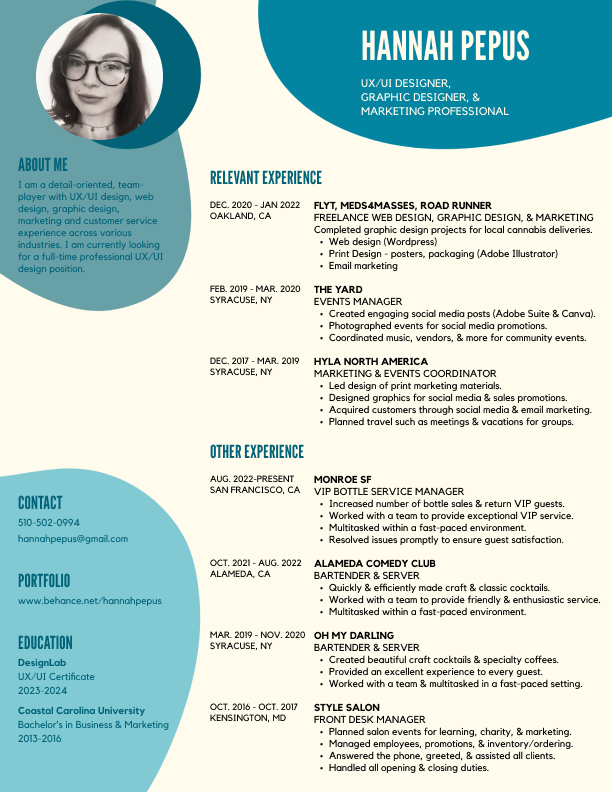 HANNAH PEPUS
UX/UI DESIGNER,
GRAPHIC DESIGNER, &
MARKETING PROFESSIONAL
ABOUT ME
I am a detail-oriented, team-
player with UX/UI design, web
design, graphic design,
marketing and customer service
experience across various
industries. I am currently looking
for a full-time professional UX/UI
design position.
CONTACT
510-502-0994
hannahpepus@gmail.com
PORTFOLIO
www.behance.net/hannahpepus
EDUCATION
DesignLab
UX/UI Certificate
2023-2024
Coastal Carolina University
Bachelor's in Business & Marketing
2013-2016
RELEVANT EXPERIENCE
DEC. 2020 - JAN 2022
OAKLAND, CA
FLYT, MEDS4MASSES, ROAD RUNNER
FREELANCE WEB DESIGN, GRAPHIC DESIGN, & MARKETING
Completed graphic design projects for local cannabis deliveries.
• Web design (Wordpress)
• Print Design - posters, packaging (Adobe Illustrator)
• Email marketing
FEB. 2019 - MAR. 2020
SYRACUSE, NY
THE YARD
EVENTS MANAGER
• Created engaging social media posts (Adobe Suite & Canva).
• Photographed events for social media promotions.
• Coordinated music, vendors, & more for community events.
DEC. 2017 - MAR. 2019
SYRACUSE, NY
HYLA NORTH AMERICA
MARKETING & EVENTS COORDINATOR
• Led design of print marketing materials.
• Designed graphics for social media & sales promotions.
• Acquired customers through social media & email marketing.
• Planned travel such as meetings & vacations for groups.
OTHER EXPERIENCE
AUG. 2022-PRESENT
SAN FRANCISCO, CA
MONROE SF
VIP BOTTLE SERVICE MANAGER
• Increased number of bottle sales & return VIP guests.
• Worked with a team to provide exceptional VIP service.
• Multitasked within a fast-paced environment.
• Resolved issues promptly to ensure guest satisfaction.
OCT. 2021 - AUG. 2022
ALAMEDA, CA
ALAMEDA COMEDY CLUB
BARTENDER & SERVER
• Quickly & efficiently made craft & classic cocktails.
• Worked with a team to provide friendly & enthusiastic service.
• Multitasked within a fast-paced environment.
MAR. 2019 - NOV. 2020
SYRACUSE, NY
OH MY DARLING
BARTENDER & SERVER
• Created beautiful craft cocktails & specialty coffees.
• Provided an excellent experience to every guest.
• Worked with a team & multitasked in a fast-paced setting.
OCT. 2016 - OCT. 2017
KENSINGTON, MD
STYLE SALON
FRONT DESK MANAGER
• Planned salon events for learning, charity, & marketing.
• Managed employees, promotions, & inventory/ordering.
• Answered the phone, greeted, & assisted all clients.
• Handled all opening & closing duties.